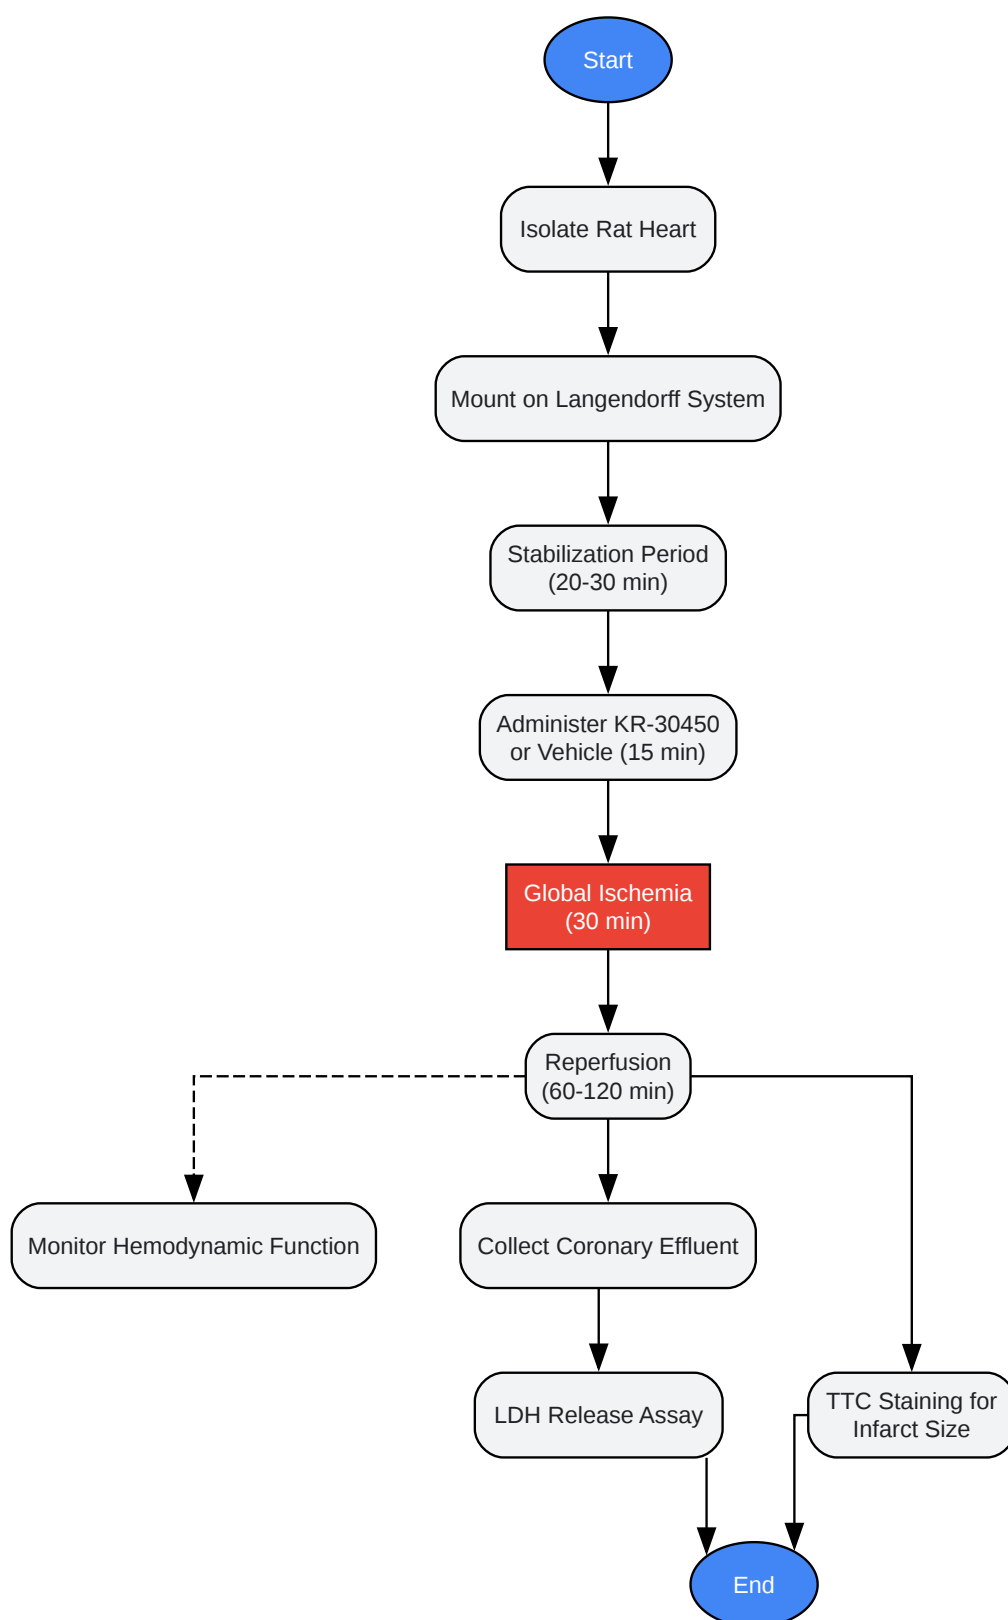 Start
Isolate Rat Heart
Mount on Langendorff System
Stabilization Period
(20-30 min)
Administer KR-30450
or Vehicle (15 min)
Global Ischemia
(30 min)
Reperfusion
(60-120 min)
Monitor Hemodynamic Function
Collect Coronary Effluent
LDH Release Assay
TTC Staining for
Infarct Size
End